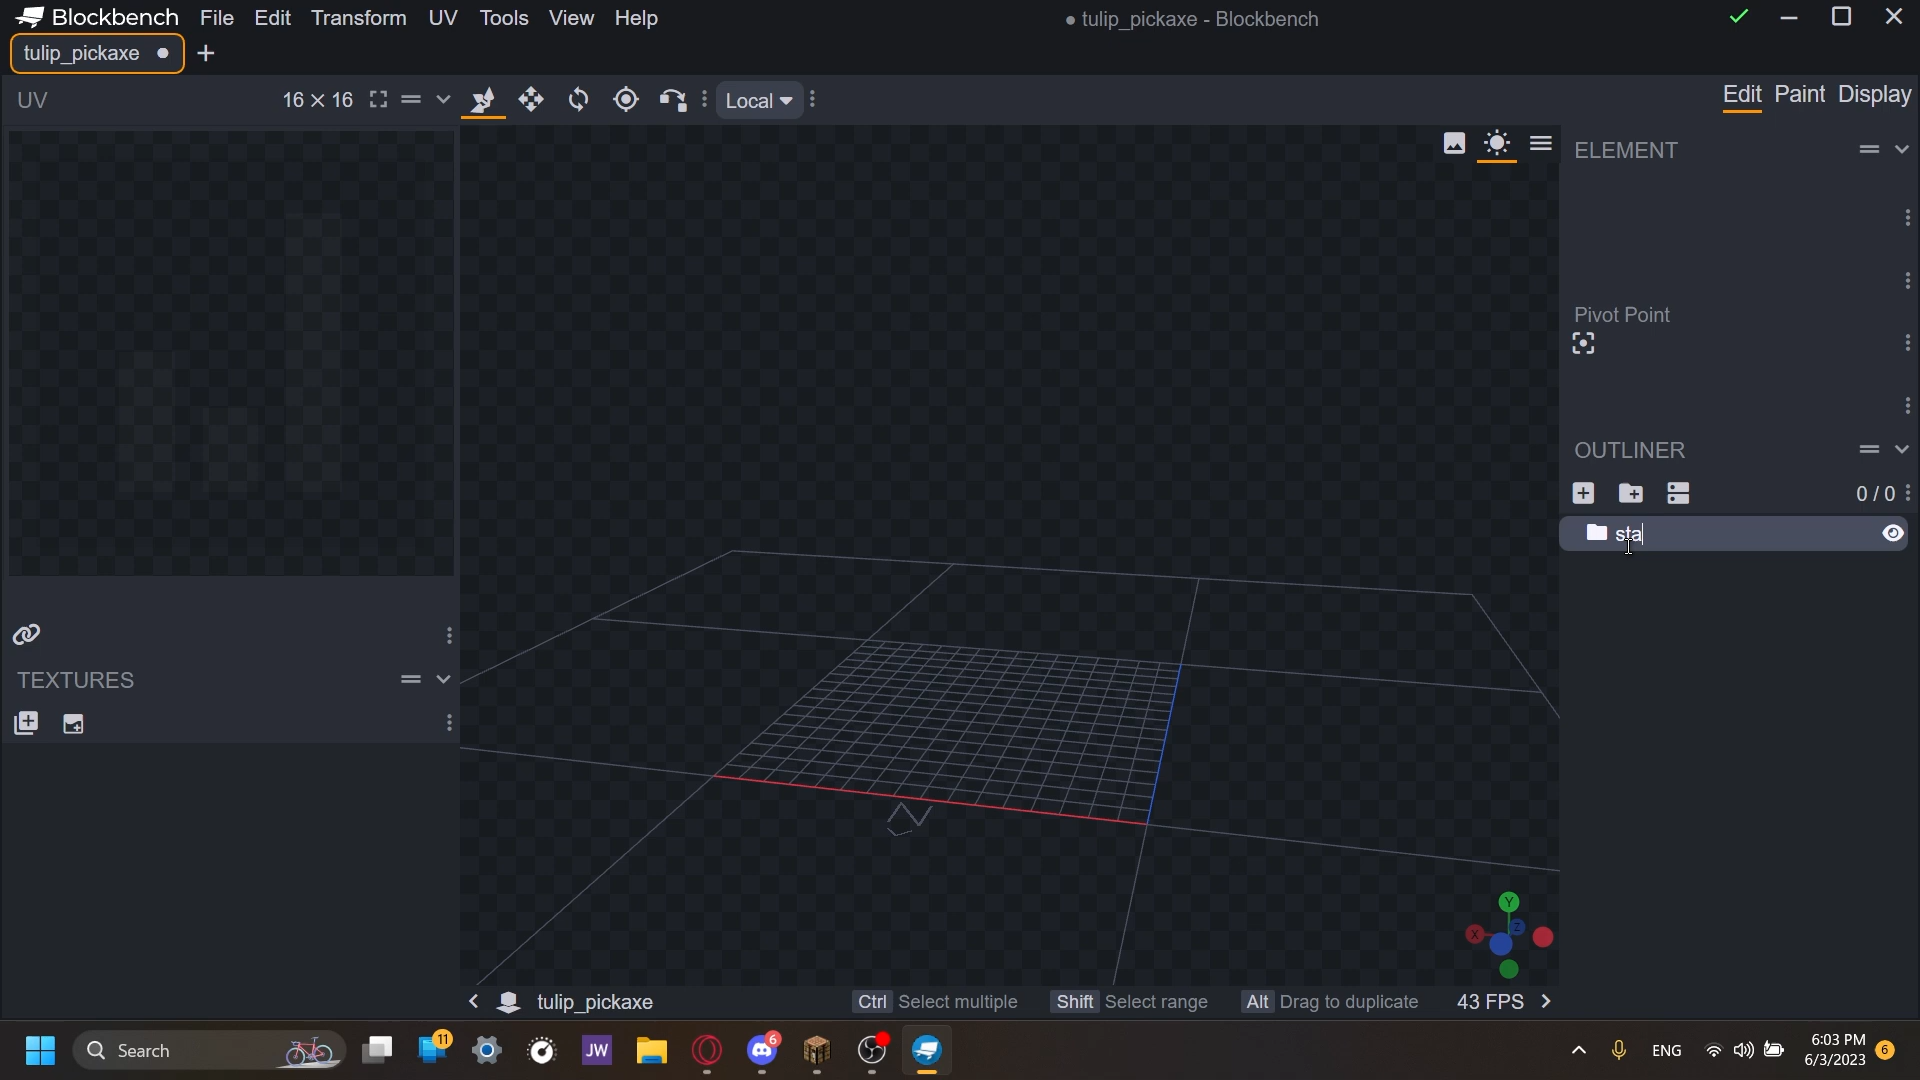 Blockbench File Edit Transform UV Tools View Help
• tulip_pickaxe - Blockbench
tulip_pickaxe
UV 16 × 16
Local
Edit Paint Display
ELEMENT
Pivot Point
OUTLINER
0 / 0
sta
TEXTURES
Y
X
Z
tulip_pickaxe
Ctrl Select multiple Shift Select range Alt Drag to duplicate 43 FPS
Search
11
JW
6
ENG
6:03 PM
6/3/2023
6